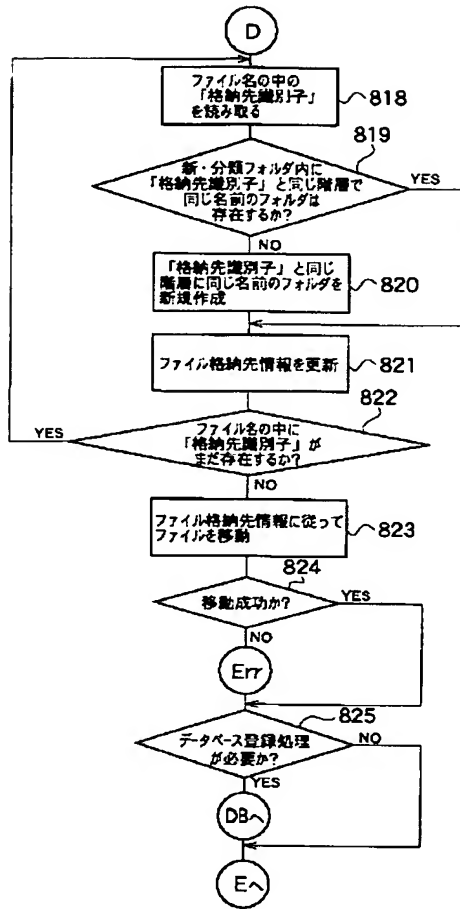 D
ファイル名の中の
「格納先識別子」
を読み取る
818
819
新・分類フォルダ内に
「格納先識別子」と同じ階層で
同じ名前のフォルダは
存在するか?
YES
NO
「格納先識別子」と同じ
階層に同じ名前のフォルダを
新規作成
820
ファイル格納先情報を更新
821
822
ファイル名の中に
「格納先識別子」が
まだ存在するか?
YES
NO
ファイル格納先情報に従って
ファイルを移動
823
824
移動成功か?
YES
NO
Err
825
データベース登録処理
が必要か?
NO
YES
DBへ
Eへ